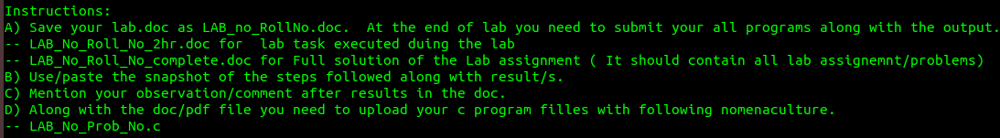 Instructions:
A) Save your lab.doc as LAB_no_RollNo.doc.  At the end of lab you need to submit your all programs along with the output.
-- LAB_No_Roll_No_2hr.doc for  lab task executed duing the lab
-- LAB_No_Roll_No_complete.doc for Full solution of the Lab assignment ( It should contain all lab assignemnt/problems)
B) Use/paste the snapshot of the steps followed along with result/s.
C) Mention your observation/comment after results in the doc.
D) Along with the doc/pdf file you need to upload your c program filles with following nomenaculture.
-- LAB_No_Prob_No.c